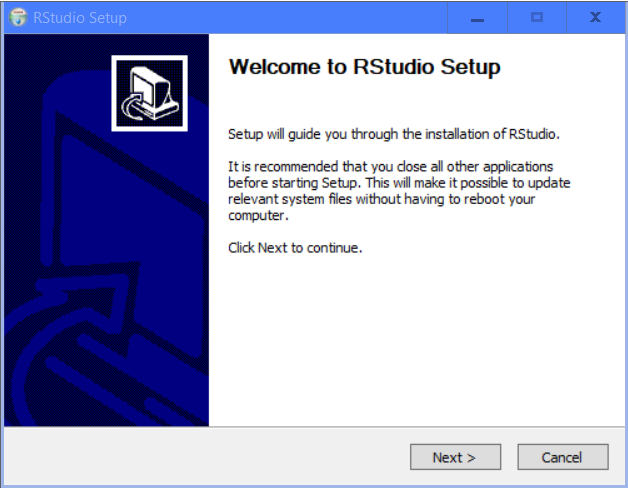 RStudio Setup
Welcome to RStudio Setup
Setup will guide you through the installation of RStudio.
It is recommended that you close all other applications
before starting Setup. This will make it possible to update
relevant system files without having to reboot your
computer.
Click Next to continue.
Next >
Cancel